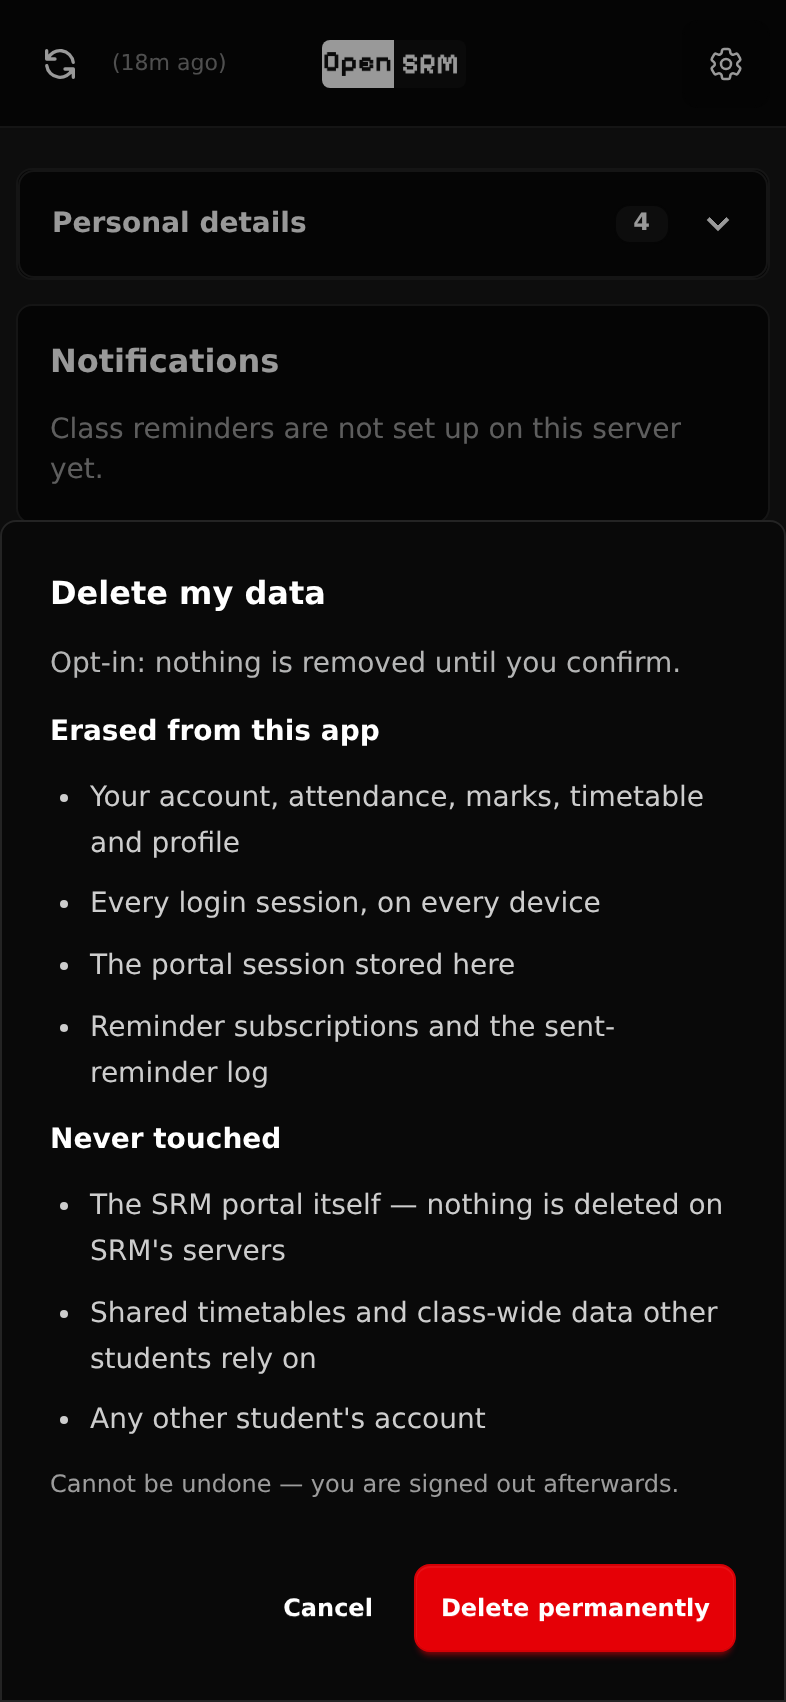 (18m ago)
Open SRM
Personal details
4
Notifications
Class reminders are not set up on this server
yet.
Delete my data
Opt-in: nothing is removed until you confirm.
Erased from this app
• Your account, attendance, marks, timetable
and profile
• Every login session, on every device
• The portal session stored here
• Reminder subscriptions and the sent-
reminder log
Never touched
• The SRM portal itself — nothing is deleted on
SRM's servers
• Shared timetables and class-wide data other
students rely on
• Any other student's account
Cannot be undone — you are signed out afterwards.
Cancel
Delete permanently